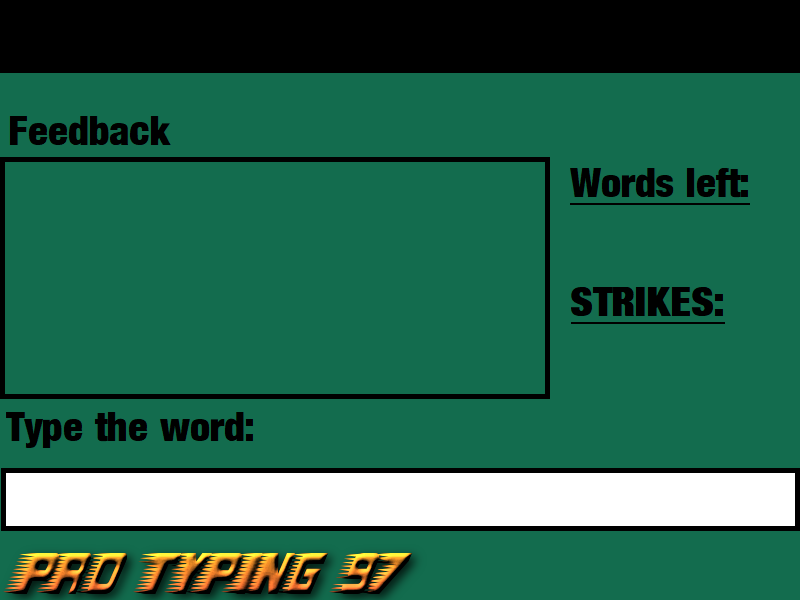 Feedback
Words left:
STRIKES:
Type the word:
PRO TYPING 97